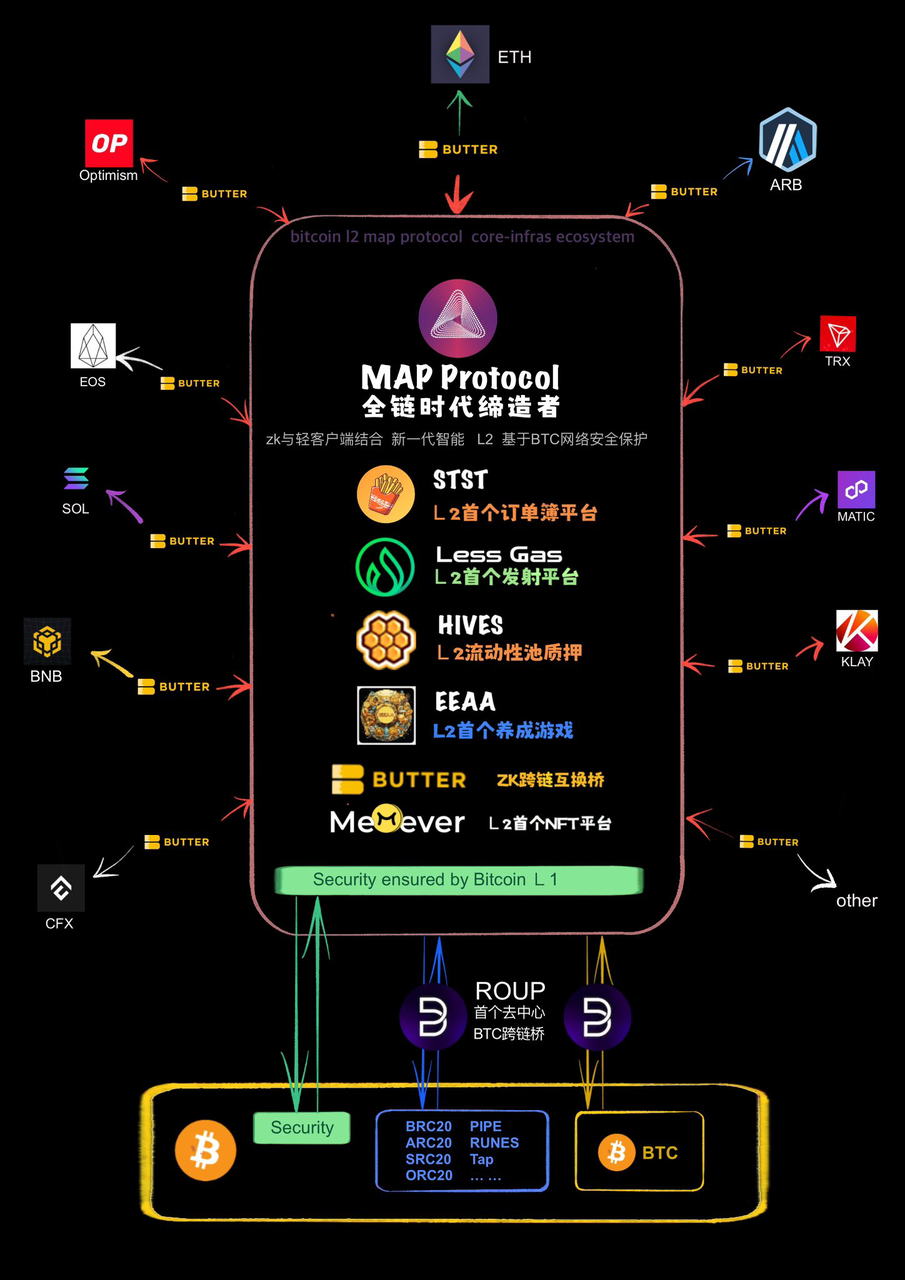 ETH
BUTTER
OP
Optimism
BUTTER
BUTTER
ARB
bitcoin l2 map protocol core-infras ecosystem
MAP Protocol
全链时代缔造者
zk与轻客户端结合 新一代智能 L2 基于BTC网络安全保护
EOS
BUTTER
BUTTER
TRX
STST
L2首个订单簿平台
SOL
BUTTER
BUTTER
MATIC
Less Gas
L2首个发射平台
HIVES
L2流动性池质押
BNB
BUTTER
BUTTER
KLAY
EEAA
L2首个养成游戏
BUTTER ZK跨链互换桥
MeMever L2首个NFT平台
CFX
BUTTER
BUTTER
other
Security ensured by Bitcoin L 1
ROUP
首个去中心
BTC跨链桥
Security
BRC20 PIPE
ARC20 RUNES
SRC20 Tap
ORC20 ... ...
BTC